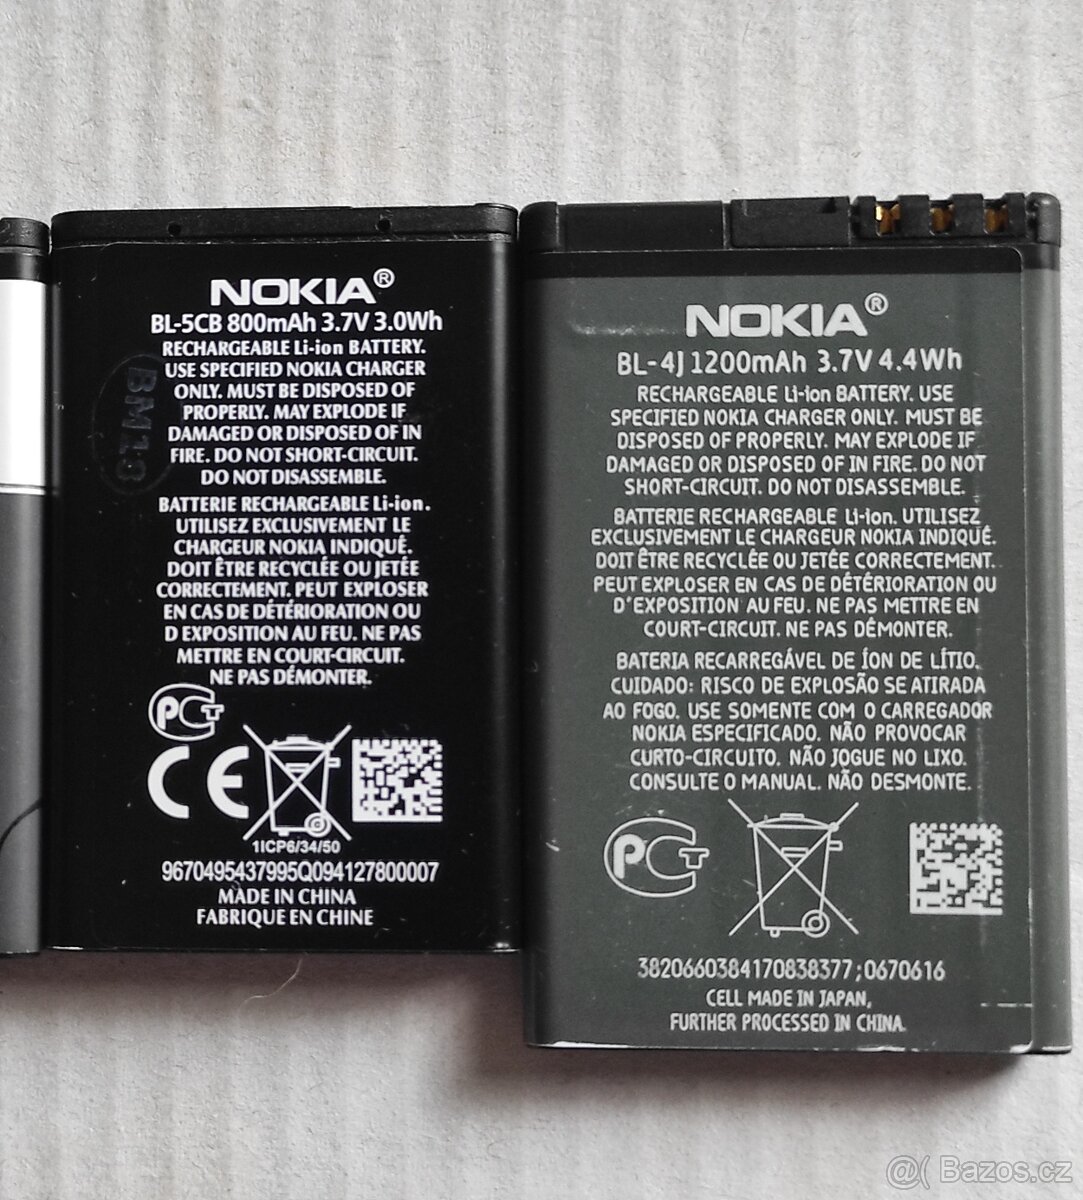 NOKIA®
BL-5CB 800mAh 3.7V 3.0Wh
RECHARGEABLE Li-ion BATTERY.
USE SPECIFIED NOKIA CHARGER
ONLY. MUST BE DISPOSED OF
PROPERLY. MAY EXPLODE IF
DAMAGED OR DISPOSED OF IN
FIRE. DO NOT SHORT-CIRCUIT.
DO NOT DISASSEMBLE.
BATTERIE RECHARGEABLE Li-ion.
UTILISEZ EXCLUSIVEMENT LE
CHARGEUR NOKIA INDIQUÉ.
DOIT ÊTRE RECYCLÉE OU JETÉE
CORRECTEMENT. PEUT EXPLOSER
EN CAS DE DÉTÉRIORATION OU
D EXPOSITION AU FEU. NE PAS
METTRE EN COURT-CIRCUIT.
NE PAS DÉMONTER.
BM18
PCT
CE
1ICP6/34/50
9670495437995Q094127800007
MADE IN CHINA
FABRIQUE EN CHINE
NOKIA®
BL-4J 1200mAh 3.7V 4.4Wh
RECHARGEABLE Li-ion BATTERY. USE
SPECIFIED NOKIA CHARGER ONLY. MUST BE
DISPOSED OF PROPERLY. MAY EXPLODE IF
DAMAGED OR DISPOSED OF IN FIRE. DO NOT
SHORT-CIRCUIT. DO NOT DISASSEMBLE.
BATTERIE RECHARGEABLE Li-ion. UTILISEZ
EXCLUSIVEMENT LE CHARGEUR NOKIA INDIQUÉ.
DOIT ÊTRE RECYCLÉE OU JETÉE CORRECTEMENT.
PEUT EXPLOSER EN CAS DE DÉTÉRIORATION OU
D'EXPOSITION AU FEU. NE PAS METTRE EN
COURT-CIRCUIT. NE PAS DÉMONTER.
BATERIA RECARREGÁVEL DE ÍON DE LÍTIO.
CUIDADO: RISCO DE EXPLOSÃO SE ATIRADA
AO FOGO. USE SOMENTE COM O CARREGADOR
NOKIA ESPECIFICADO. NÃO PROVOCAR
CURTO-CIRCUITO. NÃO JOGUE NO LIXO.
CONSULTE O MANUAL. NÃO DESMONTE.
PCT
3820660384170838377;0670616
CELL MADE IN JAPAN,
FURTHER PROCESSED IN CHINA.
@( Bazos.cz